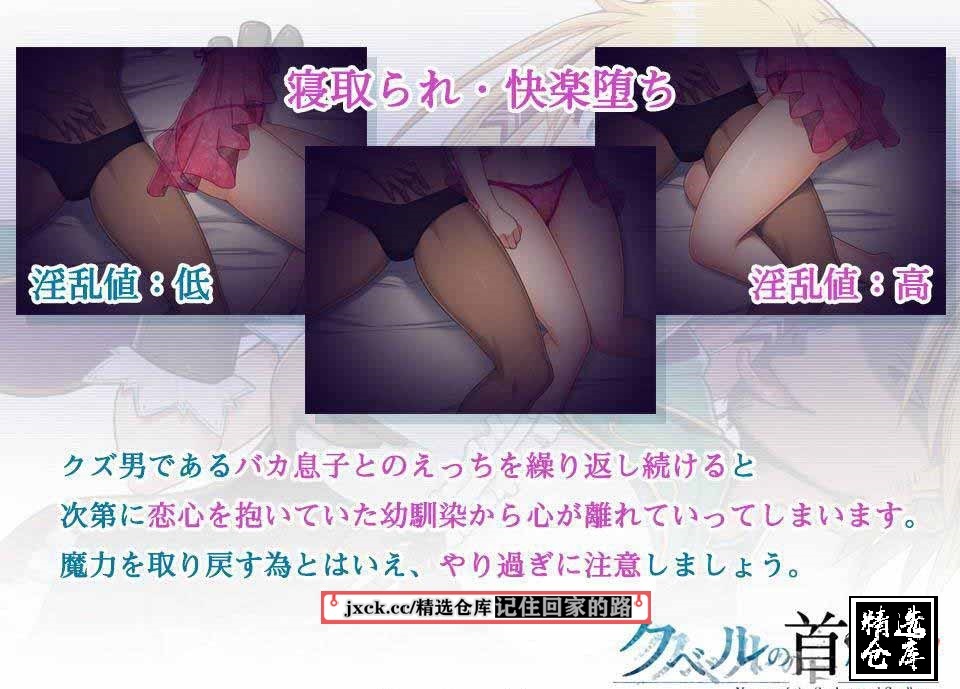 寝取られ・快楽堕ち
淫乱値：低
淫乱値：高
クズ男であるバカ息子とのえっちを繰り返し続けると
次第に恋心を抱いていた幼馴染から心が離れていってしまいます。
魔力を取り戻す為とはいえ、やり過ぎに注意しましょう。
jxck.cc/精选仓库 记住回家的路
クベルの首
精选
仓库